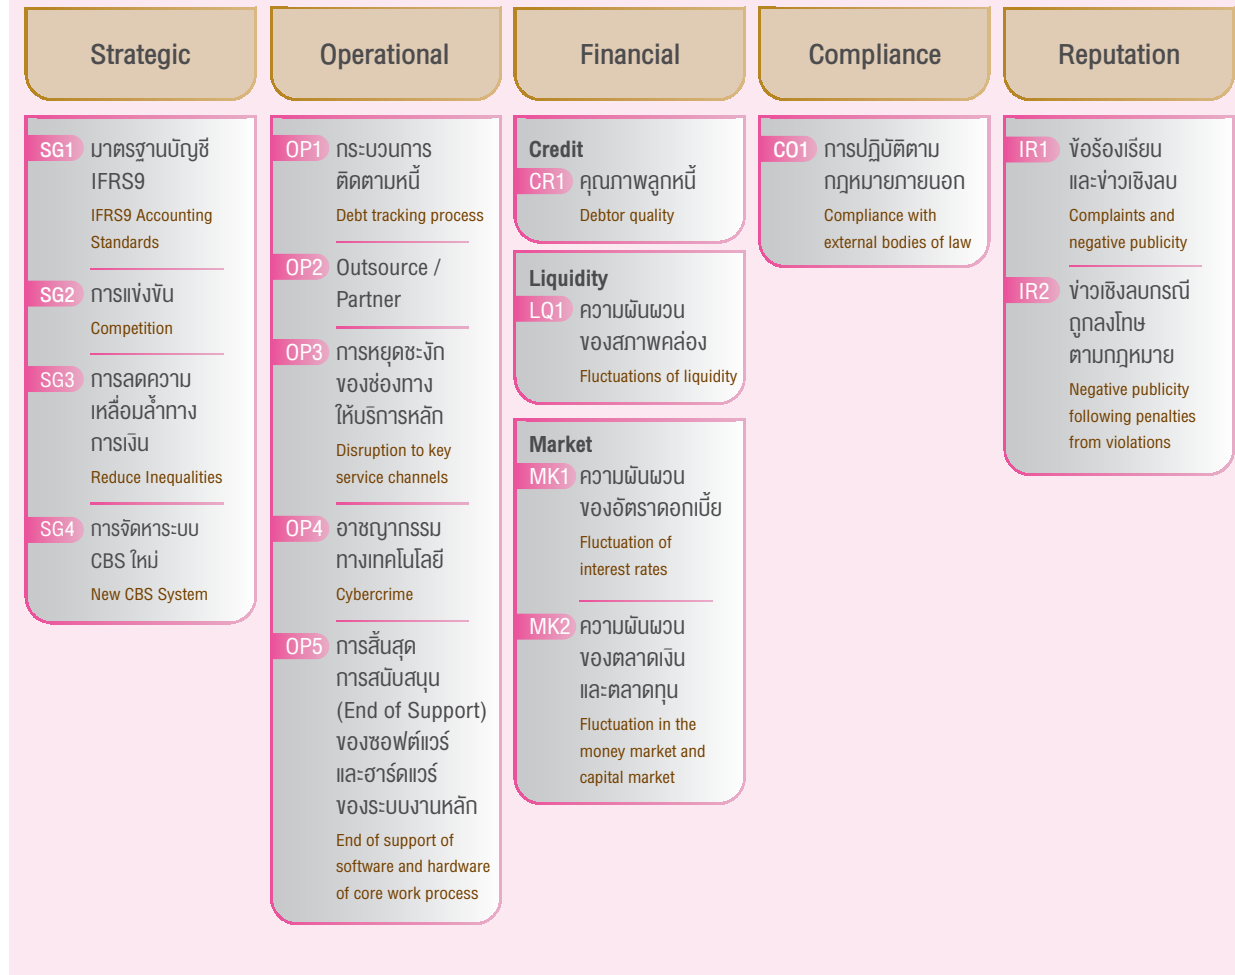 Strategic
SG1 มาตรฐานบัญชี
IFRS9
IFRS9 Accounting
Standards
SG2 การแข่งขัน
Competition
SG3 การลดความ
เหลื่อมล้ำทาง
การเงิน
Reduce Inequalities
SG4 การจัดหาระบบ
CBS ใหม่
New CBS System
Operational
OP1 กระบวนการ
ติดตามหนี้
Debt tracking process
OP2 Outsource /
Partner
OP3 การหยุดชะงัก
ของช่องทาง
ให้บริการหลัก
Disruption to key
service channels
OP4 อาชญากรรม
ทางเทคโนโลยี
Cybercrime
OP5 การสิ้นสุด
การสนับสนุน
(End of Support)
ของซอฟต์แวร์
และฮาร์ดแวร์
ของระบบงานหลัก
End of support of
software and hardware
of core work process
Financial
Credit
CR1 คุณภาพลูกหนี้
Debtor quality
Liquidity
LQ1 ความผันผวน
ของสภาพคล่อง
Fluctuations of liquidity
Market
MK1 ความผันผวน
ของอัตราดอกเบี้ย
Fluctuation of
interest rates
MK2 ความผันผวน
ของตลาดเงิน
และตลาดทุน
Fluctuation in the
money market and
capital market
Compliance
CO1 การปฏิบัติตาม
กฎหมายภายนอก
Compliance with
external bodies of law
Reputation
IR1 ข้อร้องเรียน
และข่าวเชิงลบ
Complaints and
negative publicity
IR2 ข่าวเชิงลบกรณี
ถูกลงโทษ
ตามกฎหมาย
Negative publicity
following penalties
from violations